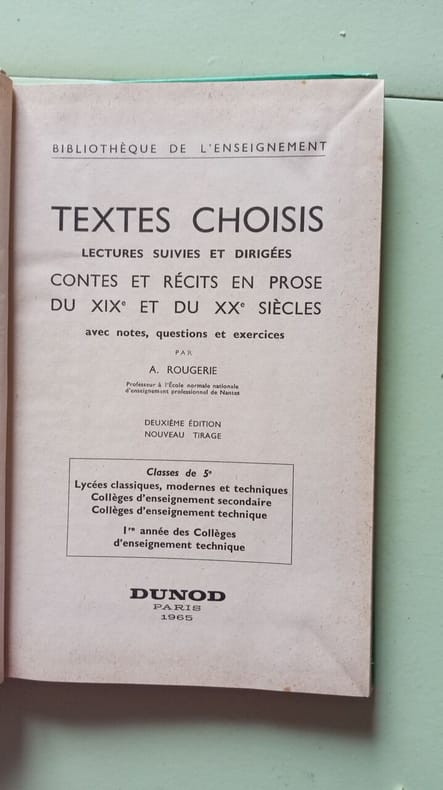 BIBLIOTHÈQUE DE L'ENSEIGNEMENT
TEXTES CHOISIS
LECTURES SUIVIES ET DIRIGÉES
CONTES ET RÉCITS EN PROSE
DU XIXᵉ ET DU XXᵉ SIÈCLES
avec notes, questions et exercices
PAR
A. ROUGERIE
Professeur à l'École normale nationale
d'enseignement professionnel de Nantes
DEUXIÈME ÉDITION
NOUVEAU TIRAGE
Classes de 5ᵉ
Lycées classiques, modernes et techniques
Collèges d'enseignement secondaire
Collèges d'enseignement technique
1ʳᵉ année des Collèges
d'enseignement technique
DUNOD
PARIS
1965